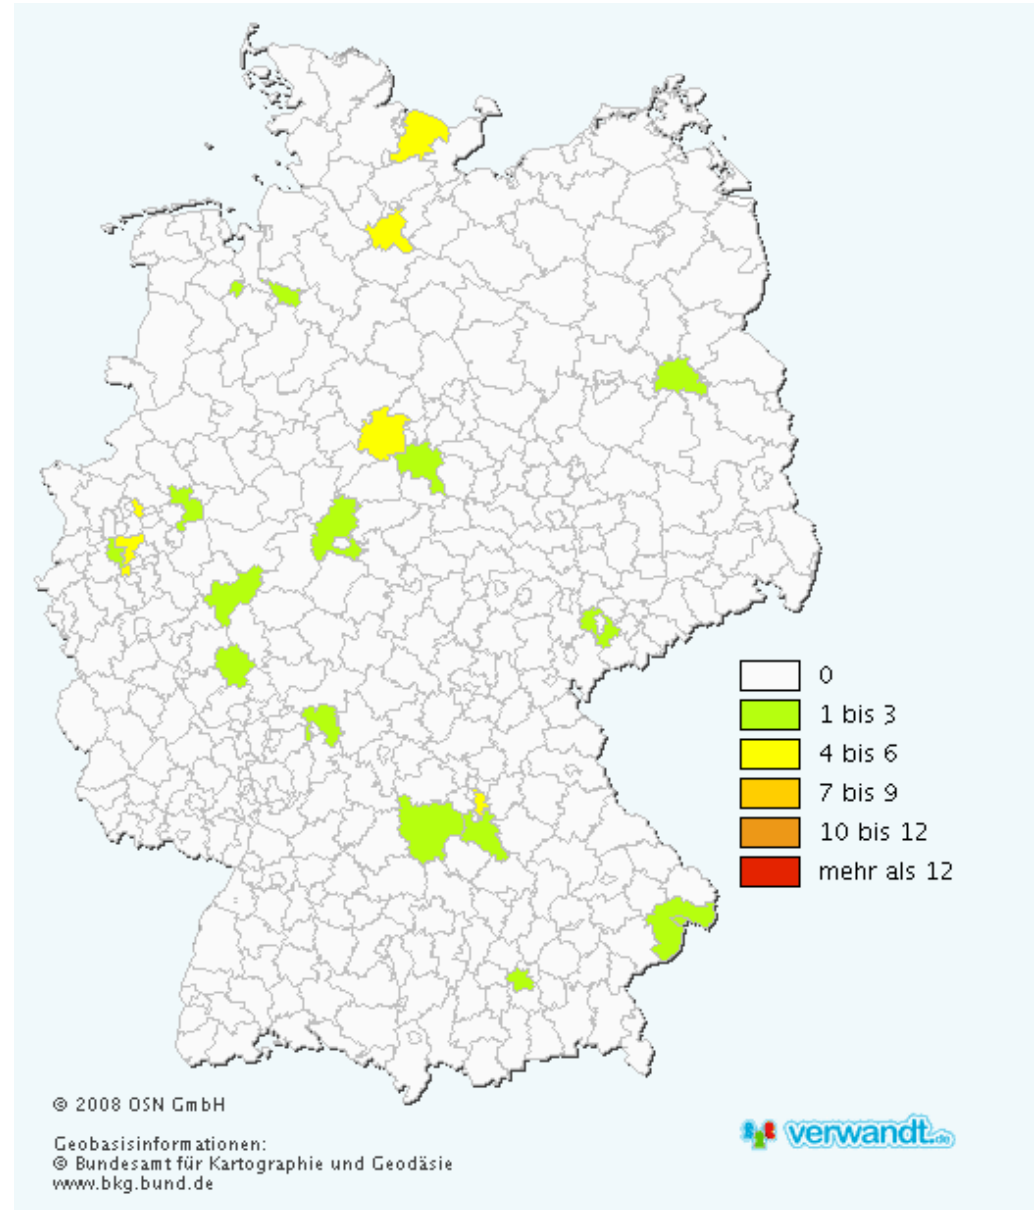 0
1 bis 3
4 bis 6
7 bis 9
10 bis 12
mehr als 12
© 2008 OSN GmbH
Geobasisinformationen:
© Bundesamt für Kartographie und Geodäsie
www.bkg.bund.de
verwandt.de